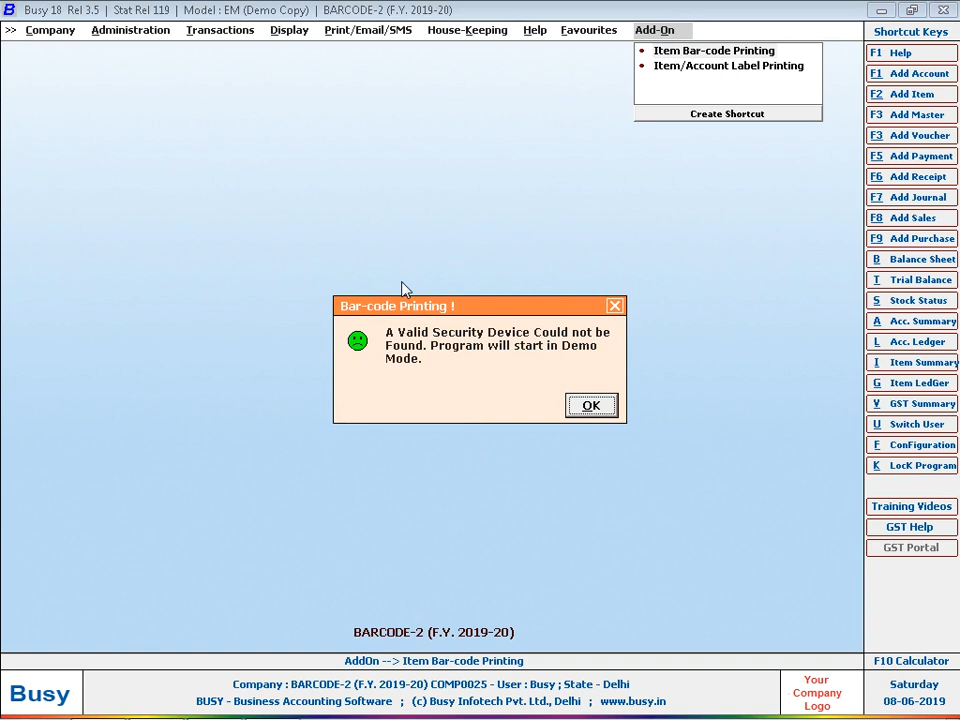 Busy 18 Rel 3.5 | Stat Rel 119 | Model : EM (Demo Copy) | BARCODE-2 (F.Y. 2019-20)
>> Company Administration Transactions Display Print/Email/SMS House-Keeping Help Favourites Add-On
Item Bar-code Printing
Item/Account Label Printing
Create Shortcut
Shortcut Keys
F1 Help
F1 Add Account
F2 Add Item
F3 Add Master
F3 Add Voucher
F5 Add Payment
F6 Add Receipt
F7 Add Journal
F8 Add Sales
F9 Add Purchase
B Balance Sheet
T Trial Balance
S Stock Status
A Acc. Summary
L Acc. Ledger
I Item Summary
G Item LedGer
Y GST Summary
U Switch User
F ConFiguration
K LocK Program
Training Videos
GST Help
GST Portal
Bar-code Printing !
A Valid Security Device Could not be
Found. Program will start in Demo
Mode.
OK
BARCODE-2 (F.Y. 2019-20)
AddOn --> Item Bar-code Printing
F10 Calculator
Busy
Company : BARCODE-2 (F.Y. 2019-20) COMP0025 - User : Busy ; State - Delhi
BUSY - Business Accounting Software ; (c) Busy Infotech Pvt. Ltd., Delhi ; www.busy.in
Your
Company
Logo
Saturday
08-06-2019